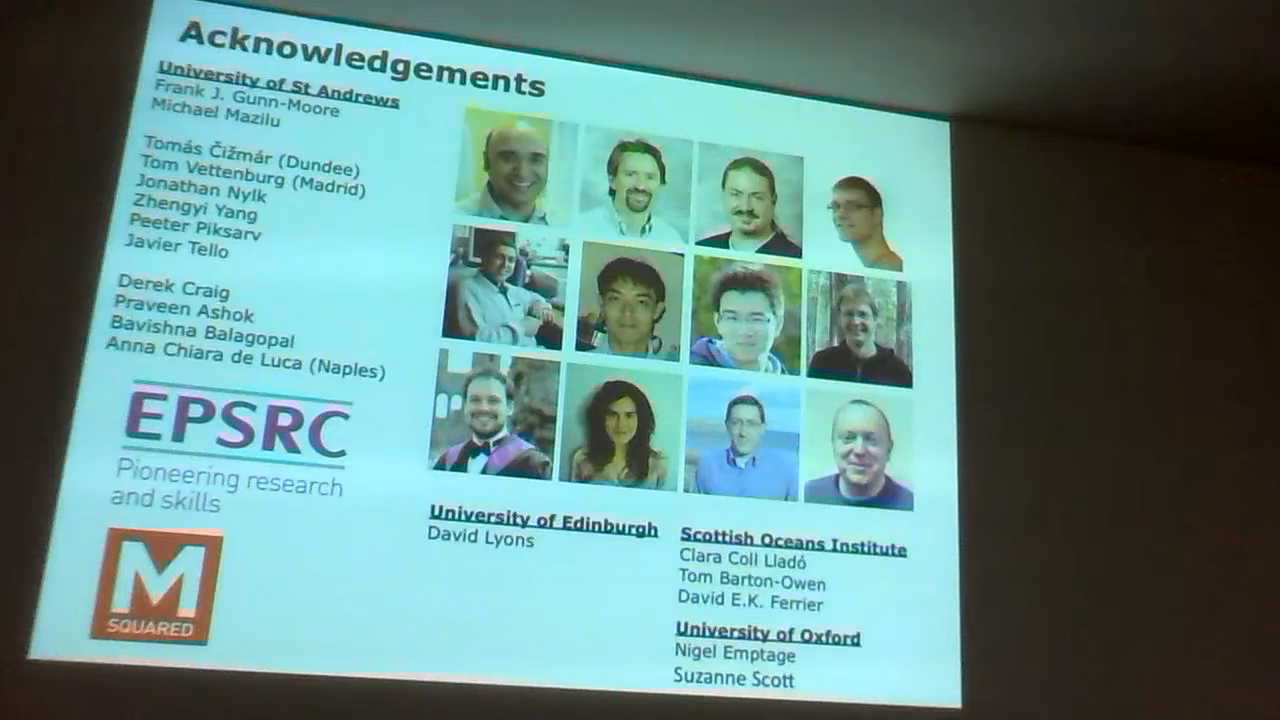 Acknowledgements
University of St Andrews
Frank J. Gunn-Moore
Michael Mazilu
Tomás Čižmár (Dundee)
Tom Vettenburg (Madrid)
Jonathan Nylk
Zhengyi Yang
Peeter Piksarv
Javier Tello
Derek Craig
Praveen Ashok
Bavishna Balagopal
Anna Chiara de Luca (Naples)
EPSRC
Pioneering research
and skills
M
SQUARED
University of Edinburgh
David Lyons
Scottish Oceans Institute
Clara Coll Lladó
Tom Barton-Owen
David E.K. Ferrier
University of Oxford
Nigel Emptage
Suzanne Scott